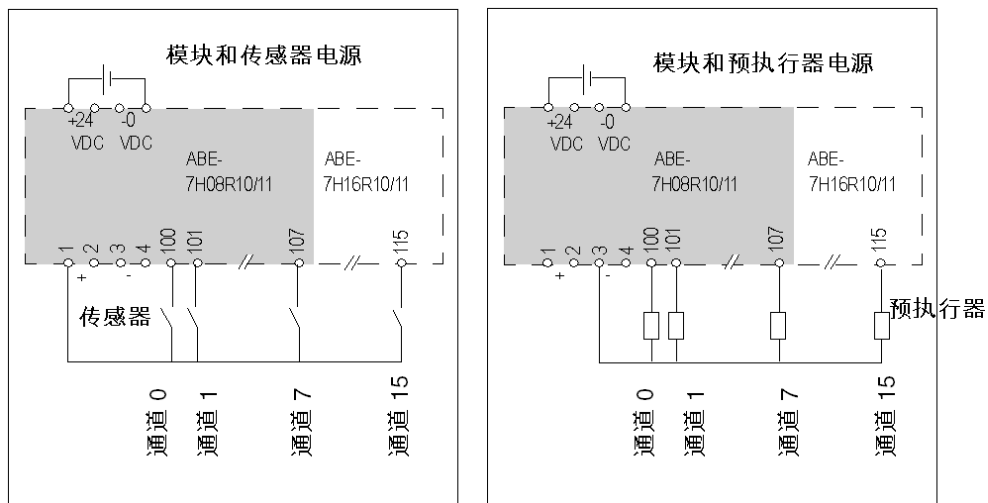 模块和传感器电源
+24 -0
VDC VDC
ABE- ABE-
7H08R10/11 7H16R10/11
1 2 3 4 100 101 107 115
+ -
传感器
通道 0 通道 1 通道 7 通道 15
模块和预执行器电源
+24 -0
VDC VDC
ABE- ABE-
7H08R10/11 7H16R10/11
1 2 3 4 100 101 107 115
+ -
预执行器
通道 0 通道 1 通道 7 通道 15